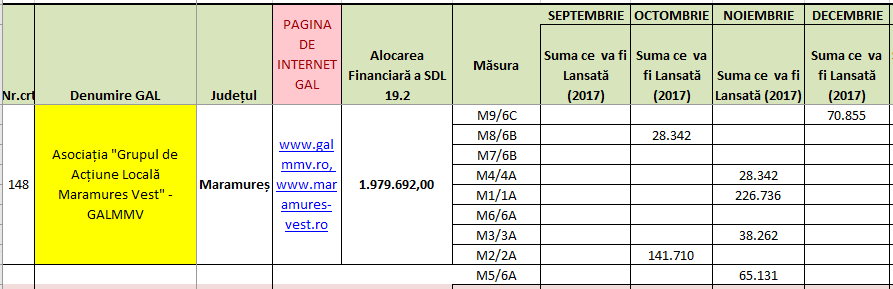 SEPTEMBRIE OCTOMBRIE NOIEMBRIE DECEMBRIE
Nr.crt Denumire GAL Județul PAGINA DE INTERNET GAL Alocarea Financiară a SDL 19.2 Măsura Suma ce va fi Lansată (2017) Suma ce va fi Lansată (2017) Suma ce va fi Lansată (2017) Suma ce va fi Lansată (2017)
148 Asociația "Grupul de Acțiune Locală Maramures Vest" - GALMMV Maramureș www.galmmv.ro, www.maramures-vest.ro 1.979.692,00
M9/6C 70.855
M8/6B 28.342
M7/6B
M4/4A 28.342
M1/1A 226.736
M6/6A
M3/3A 38.262
M2/2A 141.710
M5/6A 65.131